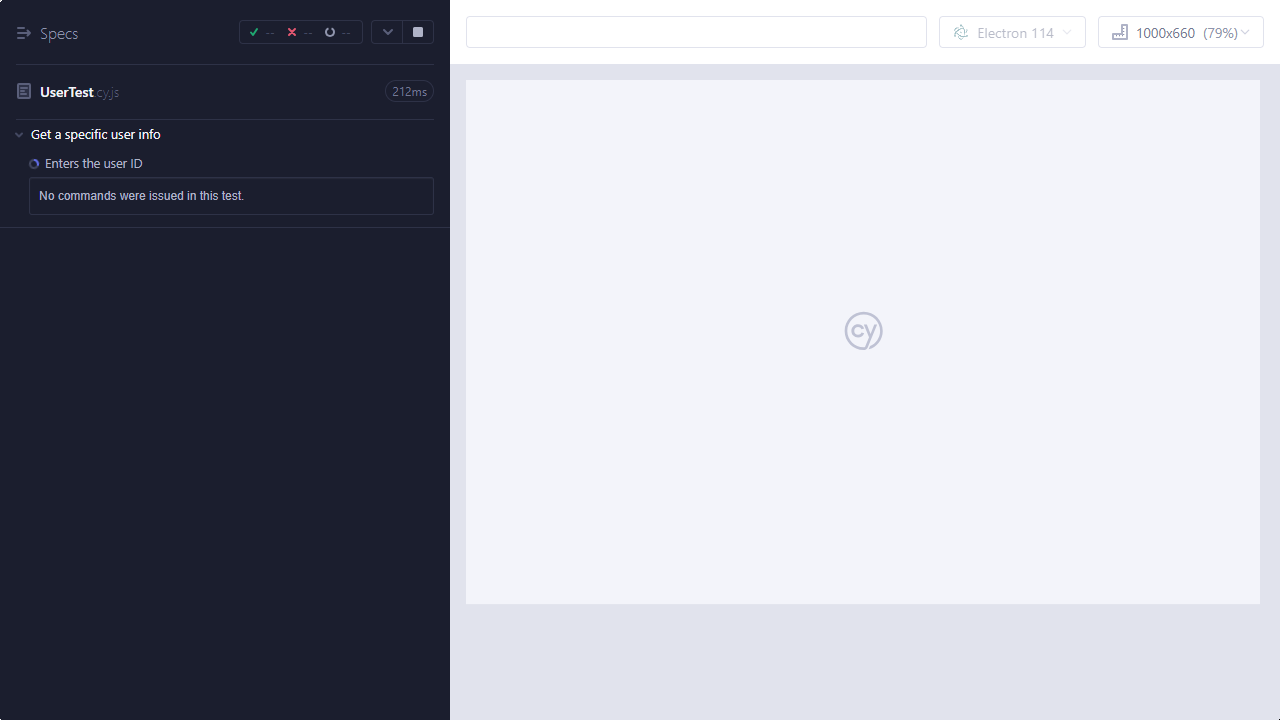 Specs
--
--
--
UserTest cy.js
212ms
Get a specific user info
Enters the user ID
No commands were issued in this test.
Electron 114
1000x660 (79%)
cy